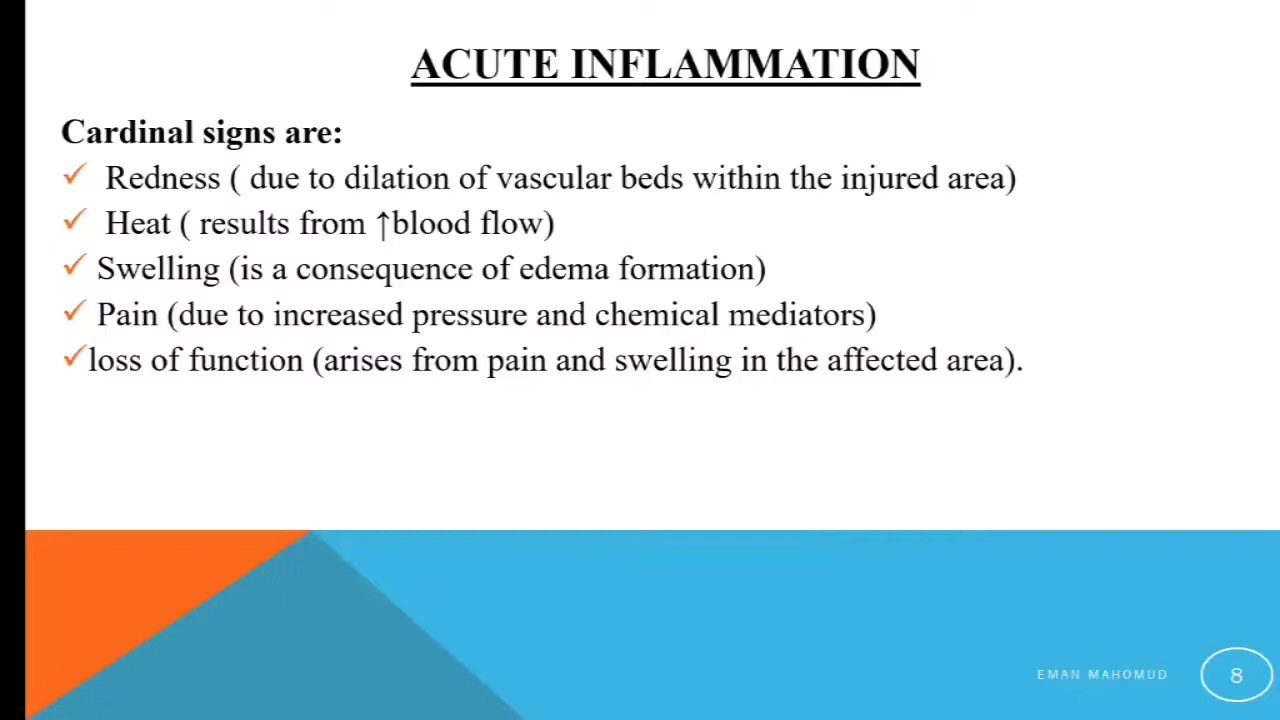 ACUTE INFLAMMATION
Cardinal signs are:
✓ Redness ( due to dilation of vascular beds within the injured area)
✓ Heat ( results from ↑blood flow)
✓ Swelling (is a consequence of edema formation)
✓ Pain (due to increased pressure and chemical mediators)
✓loss of function (arises from pain and swelling in the affected area).
EMAN MAHOMUD
8